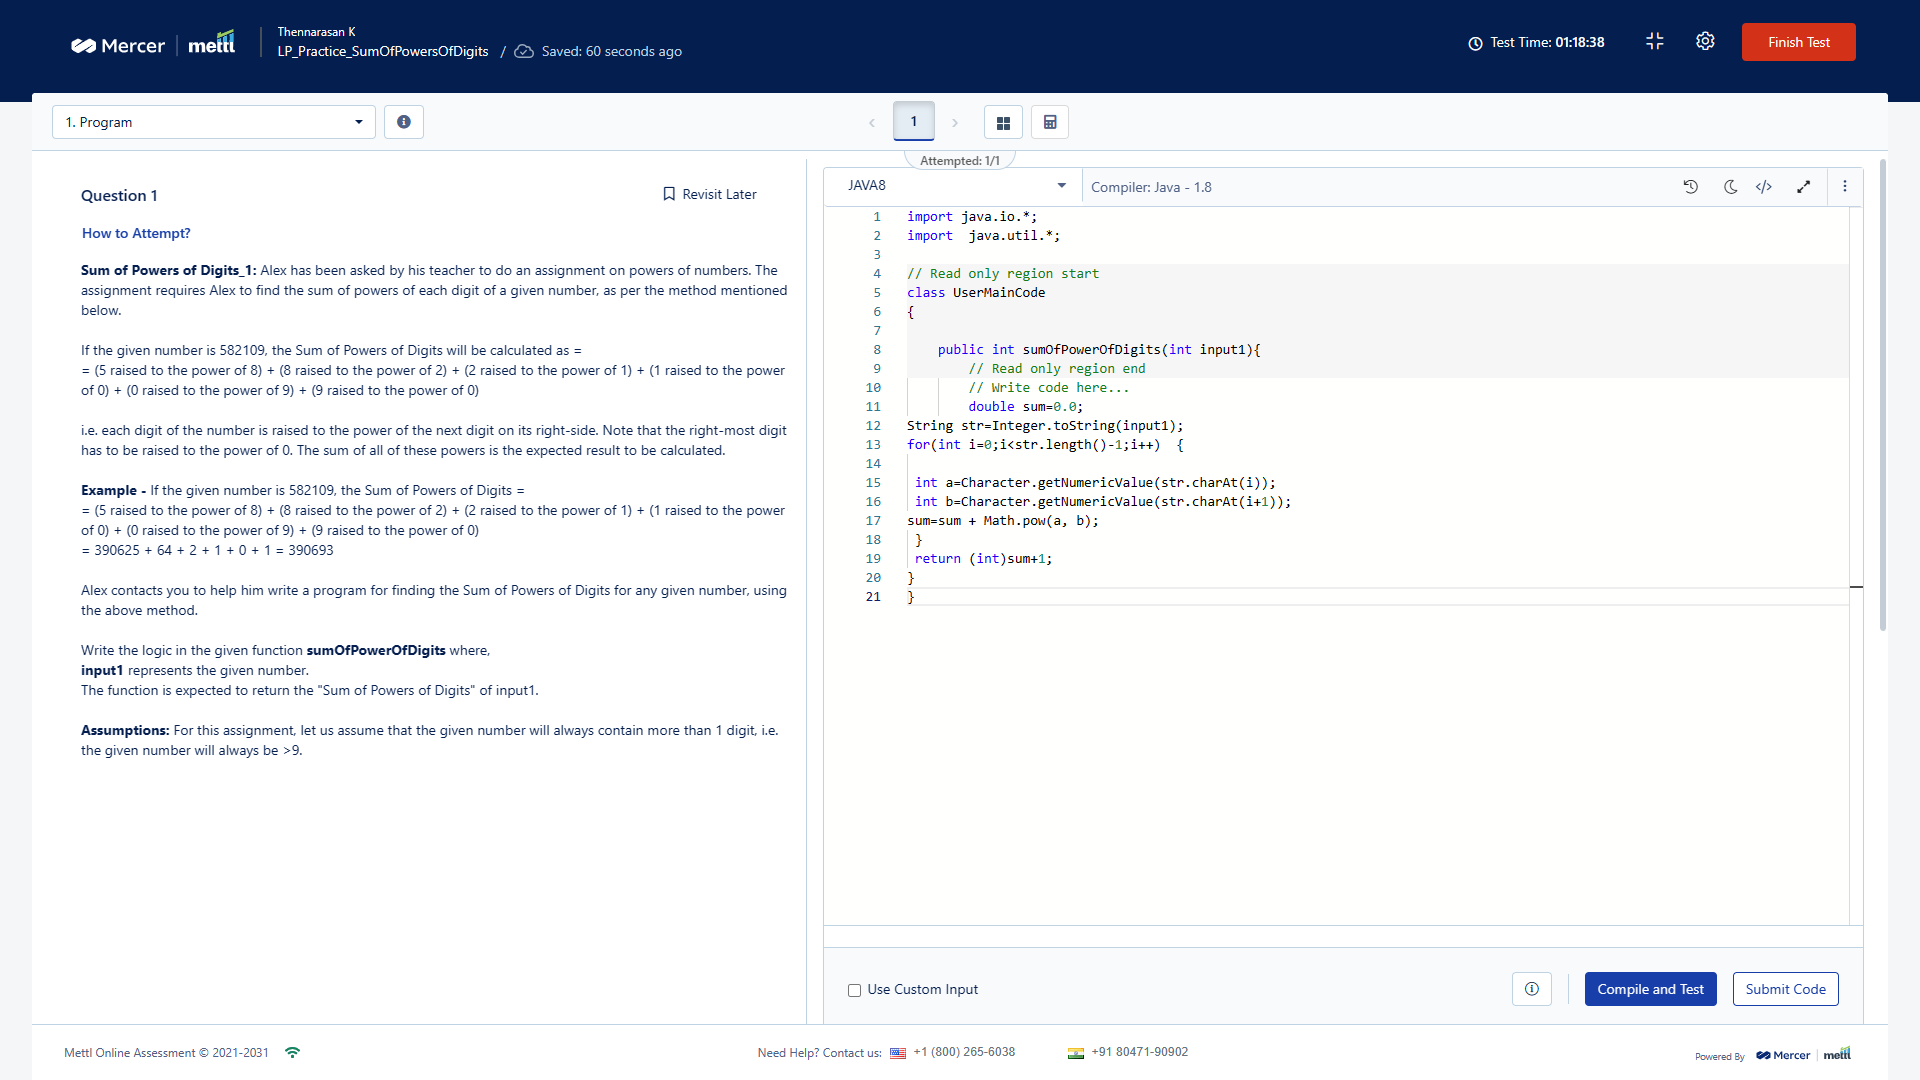 Mercer
mettl
Thennarasan K
LP_Practice_SumOfPowersOfDigits / Saved: 60 seconds ago
Test Time: 01:18:38
Finish Test
1. Program
1
Attempted: 1/1
Question 1
Revisit Later
How to Attempt?
Sum of Powers of Digits_1: Alex has been asked by his teacher to do an assignment on powers of numbers. The
assignment requires Alex to find the sum of powers of each digit of a given number, as per the method mentioned
below.
If the given number is 582109, the Sum of Powers of Digits will be calculated as =
= (5 raised to the power of 8) + (8 raised to the power of 2) + (2 raised to the power of 1) + (1 raised to the power
of 0) + (0 raised to the power of 9) + (9 raised to the power of 0)
i.e. each digit of the number is raised to the power of the next digit on its right-side. Note that the right-most digit
has to be raised to the power of 0. The sum of all of these powers is the expected result to be calculated.
Example - If the given number is 582109, the Sum of Powers of Digits =
= (5 raised to the power of 8) + (8 raised to the power of 2) + (2 raised to the power of 1) + (1 raised to the power
of 0) + (0 raised to the power of 9) + (9 raised to the power of 0)
= 390625 + 64 + 2 + 1 + 0 + 1 = 390693
Alex contacts you to help him write a program for finding the Sum of Powers of Digits for any given number, using
the above method.
Write the logic in the given function sumOfPowerOfDigits where,
input1 represents the given number.
The function is expected to return the "Sum of Powers of Digits" of input1.
Assumptions: For this assignment, let us assume that the given number will always contain more than 1 digit, i.e.
the given number will always be >9.
JAVA8
Compiler: Java - 1.8
1 import java.io.*;
2 import  java.util.*;
3
4 // Read only region start
5 class UserMainCode
6 {
7
8     public int sumOfPowerOfDigits(int input1){
9         // Read only region end
10         // Write code here...
11         double sum=0.0;
12 String str=Integer.toString(input1);
13 for(int i=0;i<str.length()-1;i++)  {
14
15  int a=Character.getNumericValue(str.charAt(i));
16  int b=Character.getNumericValue(str.charAt(i+1));
17 sum=sum + Math.pow(a, b);
18  }
19  return (int)sum+1;
20 }
21 }
Use Custom Input
Compile and Test
Submit Code
Mettl Online Assessment © 2021-2031
Need Help? Contact us: +1 (800) 265-6038
+91 80471-90902
Powered By Mercer mettl